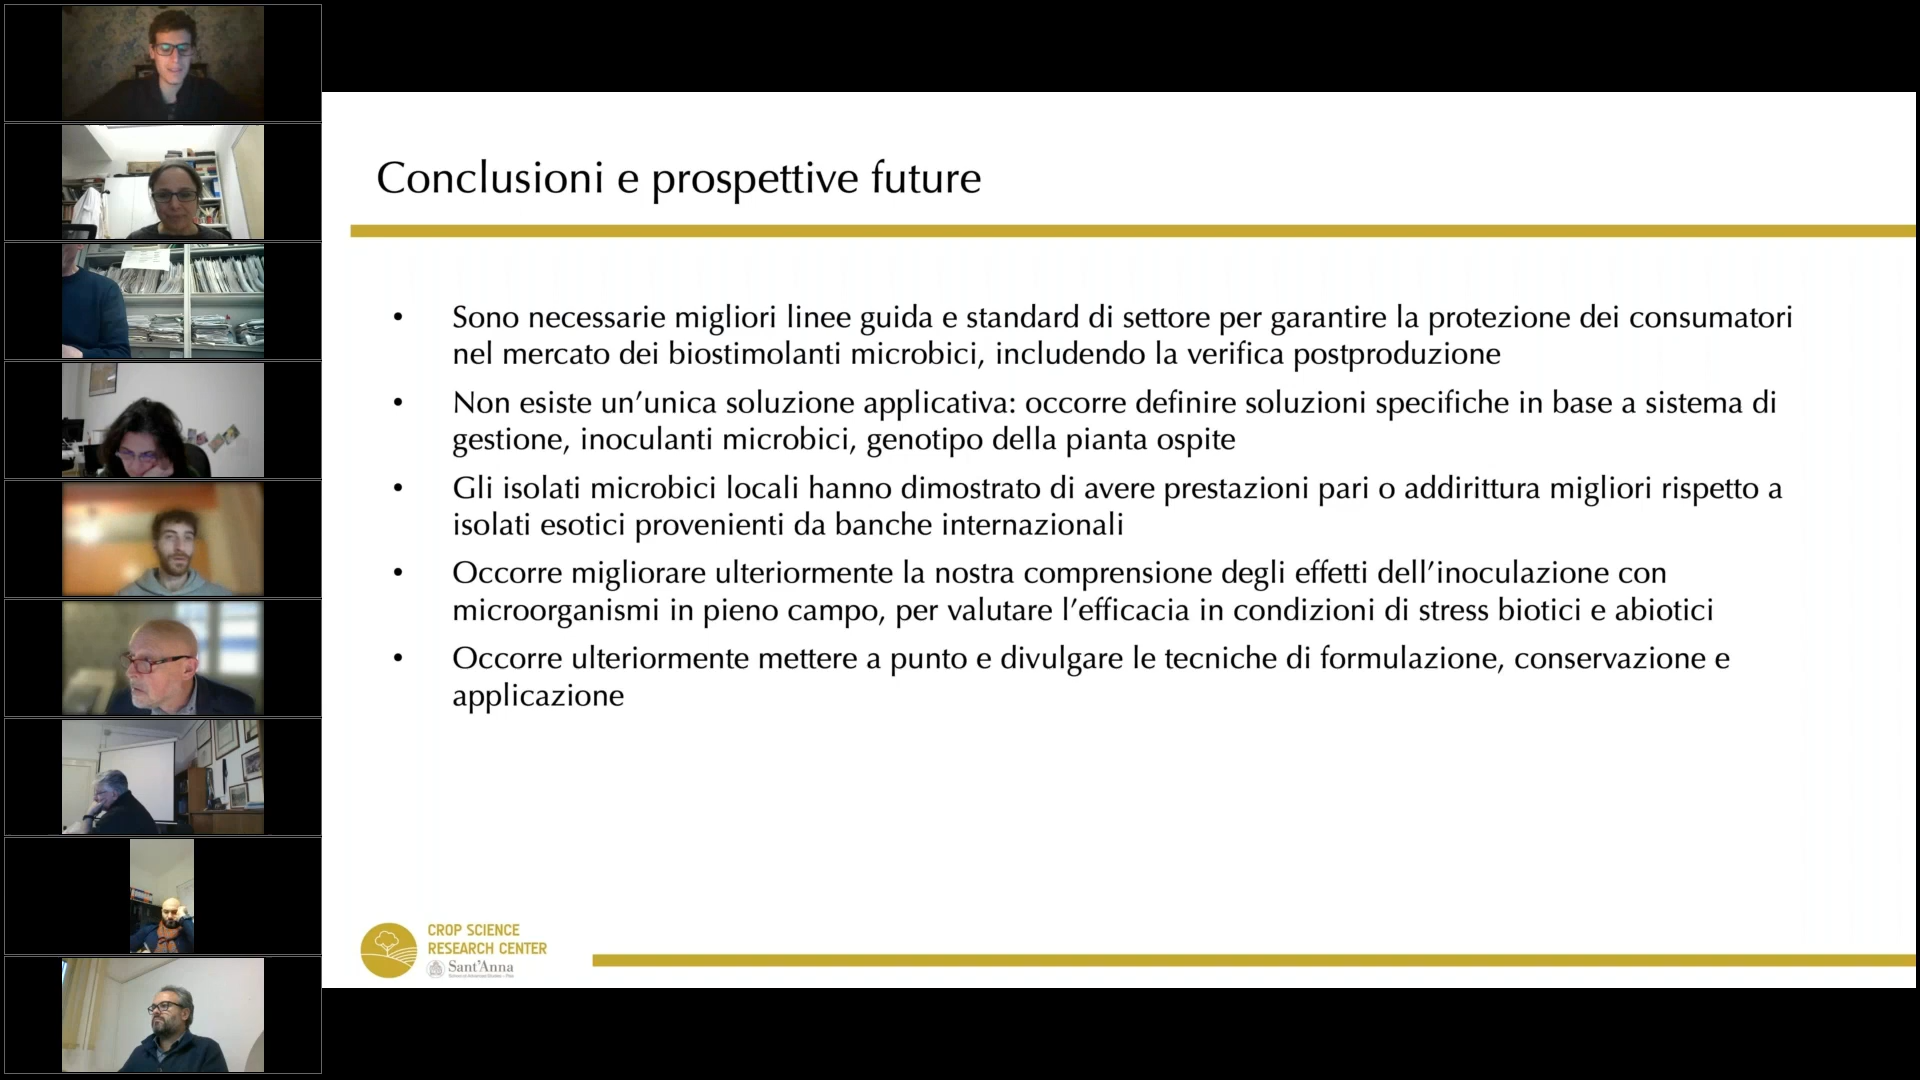 Conclusioni e prospettive future
• Sono necessarie migliori linee guida e standard di settore per garantire la protezione dei consumatori
nel mercato dei biostimolanti microbici, includendo la verifica postproduzione
• Non esiste un’unica soluzione applicativa: occorre definire soluzioni specifiche in base a sistema di
gestione, inoculanti microbici, genotipo della pianta ospite
• Gli isolati microbici locali hanno dimostrato di avere prestazioni pari o addirittura migliori rispetto a
isolati esotici provenienti da banche internazionali
• Occorre migliorare ulteriormente la nostra comprensione degli effetti dell’inoculazione con
microorganismi in pieno campo, per valutare l’efficacia in condizioni di stress biotici e abiotici
• Occorre ulteriormente mettere a punto e divulgare le tecniche di formulazione, conservazione e
applicazione
CROP SCIENCE
RESEARCH CENTER
Sant'Anna